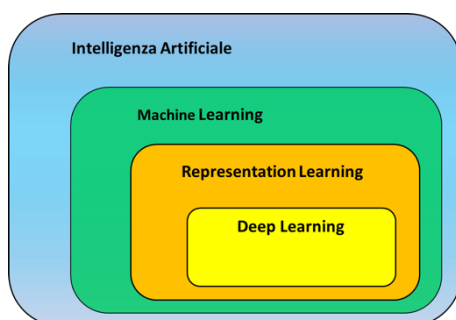 Intelligenza Artificiale
Machine Learning
Representation Learning
Deep Learning